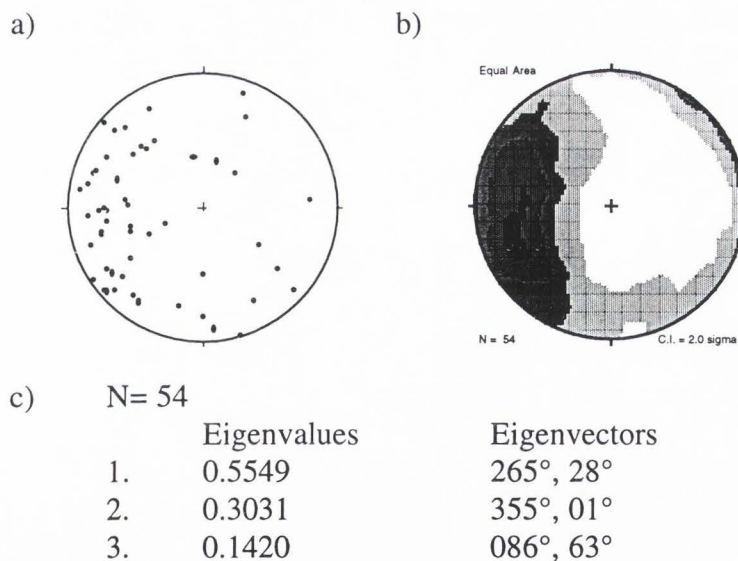 a)
b)
Equal Area
N = 54
C.I. = 2.0 sigma
c)
N= 54
Eigenvalues Eigenvectors
1. 0.5549 265°, 28°
2. 0.3031 355°, 01°
3. 0.1420 086°, 63°